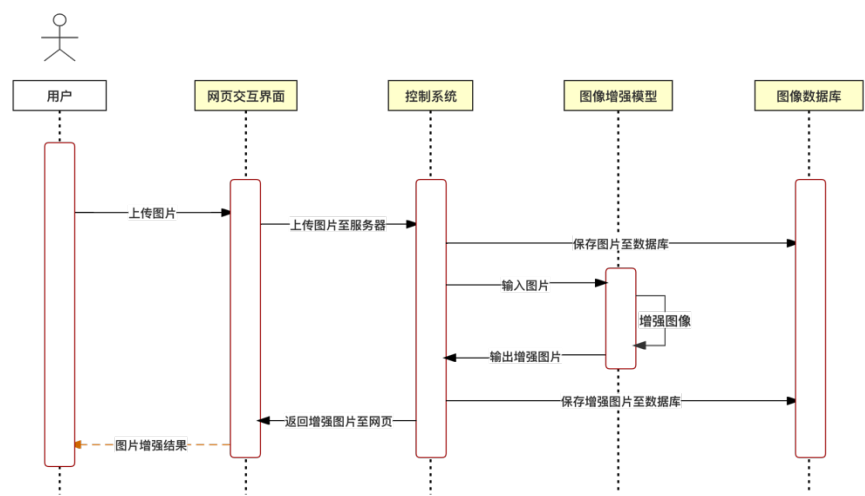 用户
网页交互界面
控制系统
图像增强模型
图像数据库
上传图片
上传图片至服务器
保存图片至数据库
输入图片
增强图像
输出增强图片
保存增强图片至数据库
返回增强图片至网页
图片增强结果